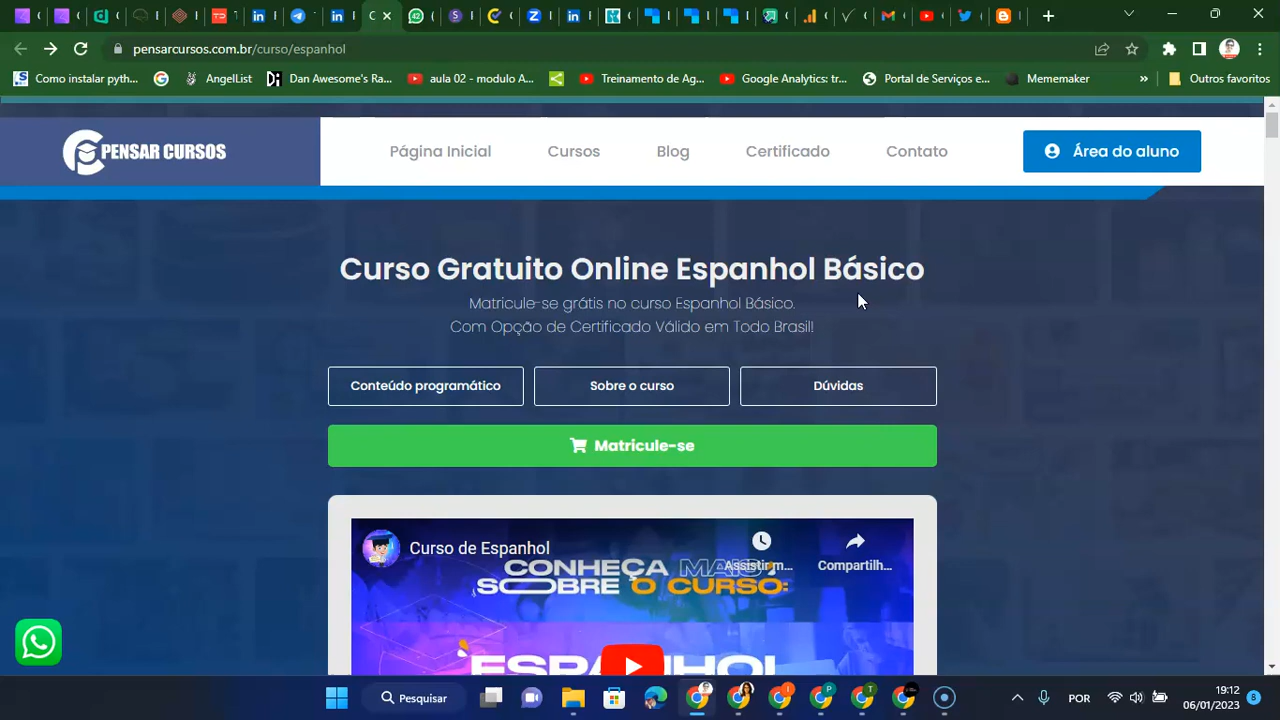 pensarcursos.com.br/curso/espanhol
Como instalar pyth...
AngelList
Dan Awesome's Ra...
aula 02 - modulo A...
Treinamento de Ag...
Google Analytics: tr...
Portal de Serviços e...
Mememaker
»
Outros favoritos
PENSAR CURSOS
Página Inicial
Cursos
Blog
Certificado
Contato
Área do aluno
Curso Gratuito Online Espanhol Básico
Matricule-se grátis no curso Espanhol Básico.
Com Opção de Certificado Válido em Todo Brasil!
Conteúdo programático
Sobre o curso
Dúvidas
Matricule-se
Curso de Espanhol
Assistir m...
Compartilh...
CONHEÇA MAIS
SOBRE O CURSO:
ESPANHOL
Pesquisar
POR
19:12
06/01/2023